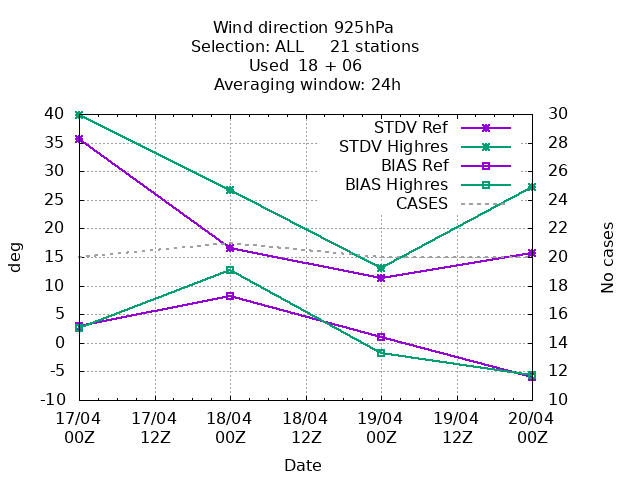 Wind direction 925hPa
Selection: ALL     21 stations
Used  18 + 06
Averaging window: 24h
STDV Ref
STDV Highres
BIAS Ref
BIAS Highres
CASES
deg
40
35
30
25
20
15
10
5
0
-5
-10
30
28
26
24
22
20
18
16
14
12
10
No cases
17/04 00Z
17/04 12Z
18/04 00Z
18/04 12Z
19/04 00Z
19/04 12Z
20/04 00Z
Date